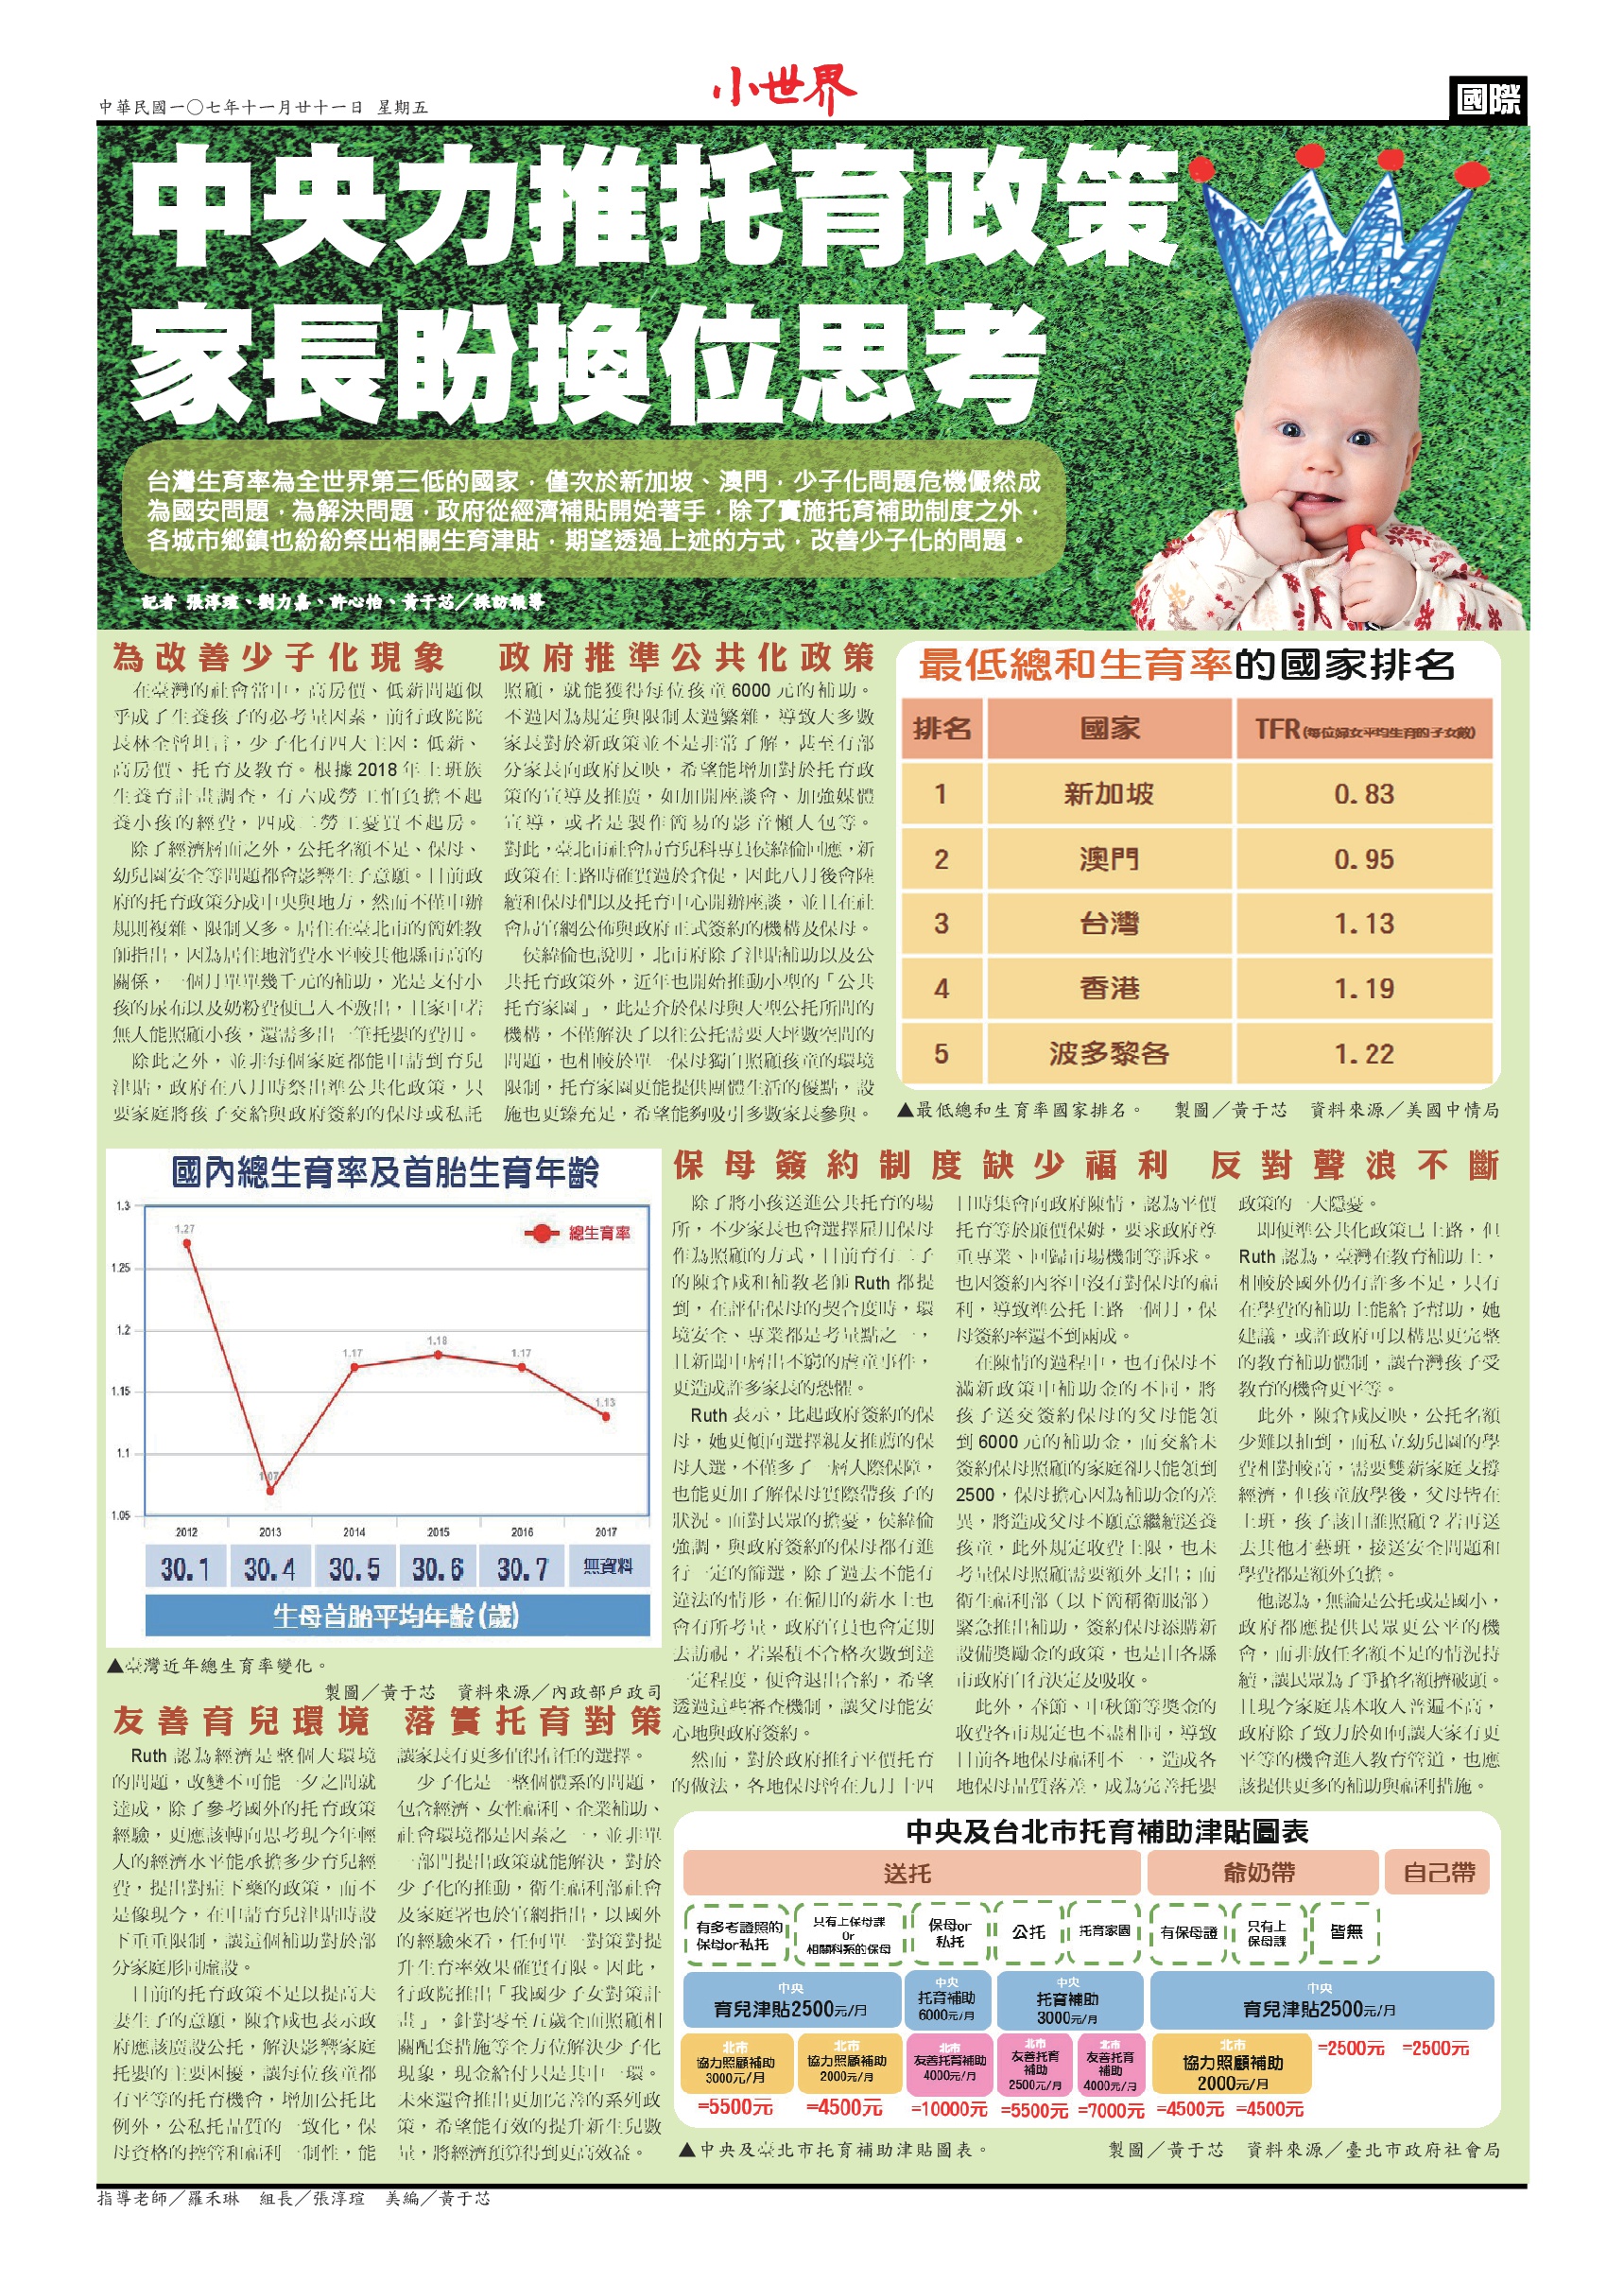 中華民國一〇七年十一月廿十一日 星期五
小世界
國際
中央力推托育政策
家長盼換位思考
台灣生育率為全世界第三低的國家，僅次於新加坡、澳門，少子化問題危機儼然成
為國安問題，為解決問題，政府從經濟補貼開始著手，除了實施托育補助制度之外，
各城市鄉鎮也紛紛祭出相關生育津貼，期望透過上述的方式，改善少子化的問題。
記者 張淳瑄、劉力嘉、許心怡、黃于芯／採訪報導
為改善少子化現象 政府推準公共化政策
在臺灣的社會當中，高房價、低薪問題似
乎成了生養孩子的必考量因素，前行政院院
長林全曾坦言，少子化有四大主因：低薪、
高房價、托育及教育。根據2018年上班族
生養育計畫調查，有六成勞工怕負擔不起
養小孩的經費，四成二勞工憂買不起房。
除了經濟層面之外，公托名額不足、保母、
幼兒園安全等問題都會影響生子意願。目前政
府的托育政策分成中央與地方，然而不僅申辦
規則複雜、限制又多。居住在臺北市的簡姓教
師指出，因為居住地消費水平較其他縣市高的
關係，一個月單單幾千元的補助，光是支付小
孩的尿布以及奶粉費便已入不敷出，且家中若
無人能照顧小孩，還需多出一筆托嬰的費用。
除此之外，並非每個家庭都能申請到育兒
津貼，政府在八月時祭出準公共化政策，只
要家庭將孩子交給與政府簽約的保母或私託
照顧，就能獲得每位孩童6000元的補助。
不過因為規定與限制太過繁雜，導致大多數
家長對於新政策並不是非常了解，甚至有部
分家長向政府反映，希望能增加對於托育政
策的宣導及推廣，如加開座談會、加強媒體
宣導，或者是製作簡易的影音懶人包等。
對此，臺北市社會局育兒科專員侯緯倫回應，新
政策在上路時確實過於倉促，因此八月後會陸
續和保母們以及托育中心開辦座談，並且在社
會局官網公佈與政府正式簽約的機構及保母。
侯緯倫也說明，北市府除了津貼補助以及公
共托育政策外，近年也開始推動小型的「公共
托育家園」，此是介於保母與大型公托所間的
機構，不僅解決了以往公托需要大坪數空間的
問題，也相較於單一保母獨自照顧孩童的環境
限制，托育家園更能提供團體生活的優點，設
施也更臻充足，希望能夠吸引多數家長參與。
最低總和生育率的國家排名
排名 國家 TFR(每位婦女平均生育的子女數)
1 新加坡 0.83
2 澳門 0.95
3 台灣 1.13
4 香港 1.19
5 波多黎各 1.22
▲最低總和生育率國家排名。 製圖／黃于芯 資料來源／美國中情局
國內總生育率及首胎生育年齡
總生育率
1.3
1.25
1.2
1.15
1.1
1.05
1.27
1.07
1.17
1.18
1.17
1.13
2012 2013 2014 2015 2016 2017
30.1 30.4 30.5 30.6 30.7 無資料
生母首胎平均年齡(歲)
▲臺灣近年總生育率變化。
製圖／黃于芯 資料來源／內政部戶政司
保母簽約制度缺少福利 反對聲浪不斷
除了將小孩送進公共托育的場
所，不少家長也會選擇雇用保母
作為照顧的方式，目前育有二子
的陳倉咸和補教老師Ruth都提
到，在評估保母的契合度時，環
境安全、專業都是考量點之一，
且新聞中層出不窮的虐童事件，
更造成許多家長的恐懼。
Ruth表示，比起政府簽約的保
母，她更傾向選擇親友推薦的保
母人選，不僅多了一層人際保障，
也能更加了解保母實際帶孩子的
狀況。面對民眾的擔憂，侯緯倫
強調，與政府簽約的保母都有進
行一定的篩選，除了過去不能有
違法的情形，在僱用的薪水上也
會有所考量，政府官員也會定期
去訪視，若累積不合格次數到達
一定程度，便會退出合約，希望
透過這些審查機制，讓父母能安
心地與政府簽約。
然而，對於政府推行平價托育
的做法，各地保母曾在九月十四
日時集會向政府陳情，認為平價
托育等於廉價保姆，要求政府尊
重專業、回歸市場機制等訴求。
也因簽約內容中沒有對保母的福
利，導致準公托上路一個月，保
母簽約率還不到兩成。
在陳情的過程中，也有保母不
滿新政策中補助金的不同，將
孩子送交簽約保母的父母能領
到6000元的補助金，而交給未
簽約保母照顧的家庭卻只能領到
2500，保母擔心因為補助金的差
異，將造成父母不願意繼續送養
孩童，此外規定收費上限，也未
考量保母照顧需要額外支出；而
衛生福利部（以下簡稱衛服部）
緊急推出補助，簽約保母添購新
設備獎勵金的政策，也是由各縣
市政府自行決定及吸收。
此外，春節、中秋節等獎金的
收費各市規定也不盡相同，導致
目前各地保母福利不一，造成各
地保母品質落差，成為完善托嬰
政策的一大隱憂。
即使準公共化政策已上路，但
Ruth認為，臺灣在教育補助上，
相較於國外仍有許多不足，只有
在學費的補助上能給予幫助，她
建議，或許政府可以構思更完整
的教育補助體制，讓台灣孩子受
教育的機會更平等。
此外，陳倉咸反映，公托名額
少難以抽到，而私立幼兒園的學
費相對較高，需要雙薪家庭支撐
經濟，但孩童放學後，父母皆在
上班，孩子該由誰照顧？若再送
去其他才藝班，接送安全問題和
學費都是額外負擔。
他認為，無論是公托或是國小，
政府都應提供民眾更公平的機
會，而非放任名額不足的情況持
續，讓民眾為了爭搶名額擠破頭。
且現今家庭基本收入普遍不高，
政府除了致力於如何讓大家有更
平等的機會進入教育管道，也應
該提供更多的補助與福利措施。
友善育兒環境 落實托育對策
Ruth認為經濟是整個大環境
的問題，改變不可能一夕之間就
達成，除了參考國外的托育政策
經驗，更應該轉向思考現今年輕
人的經濟水平能承擔多少育兒經
費，提出對症下藥的政策，而不
是像現今，在申請育兒津貼時設
下重重限制，讓這個補助對於部
分家庭形同虛設。
目前的托育政策不足以提高夫
妻生子的意願，陳倉咸也表示政
府應該廣設公托，解決影響家庭
托嬰的主要困擾，讓每位孩童都
有平等的托育機會，增加公托比
例外，公私托品質的一致化，保
母資格的控管和福利一制性，能
讓家長有更多值得信任的選擇。
少子化是一整個體系的問題，
包含經濟、女性福利、企業補助、
社會環境都是因素之一，並非單
一部門提出政策就能解決，對於
少子化的推動，衛生福利部社會
及家庭署也於官網指出，以國外
的經驗來看，任何單一對策對提
升生育率效果確實有限。因此，
行政院推出「我國少子女對策計
畫」，針對零至五歲全面照顧相
關配套措施等全方位解決少子化
現象，現金給付只是其中一環。
未來還會推出更加完善的系列政
策，希望能有效的提升新生兒數
量，將經濟預算得到更高效益。
中央及台北市托育補助津貼圖表
送托 爺奶帶 自己帶
有多考證照的
保母or私托
只有上保母課
or
相關科系的保母
保母or
私托
公托
托育家園
有保母證
只有上
保母課
皆無
中央
育兒津貼2500元/月
中央
托育補助
6000元/月
中央
托育補助
3000元/月
中央
育兒津貼2500元/月
北市
協力照顧補助
3000元/月
北市
協力照顧補助
2000元/月
北市
友善托育補助
4000元/月
北市
友善托育
補助
2500元/月
北市
友善托育
補助
4000元/月
北市
協力照顧補助
2000元/月
=2500元 =2500元
=5500元 =4500元 =10000元 =5500元 =7000元 =4500元 =4500元
▲中央及臺北市托育補助津貼圖表。 製圖／黃于芯 資料來源／臺北市政府社會局
指導老師／羅禾琳 組長／張淳瑄 美編／黃于芯